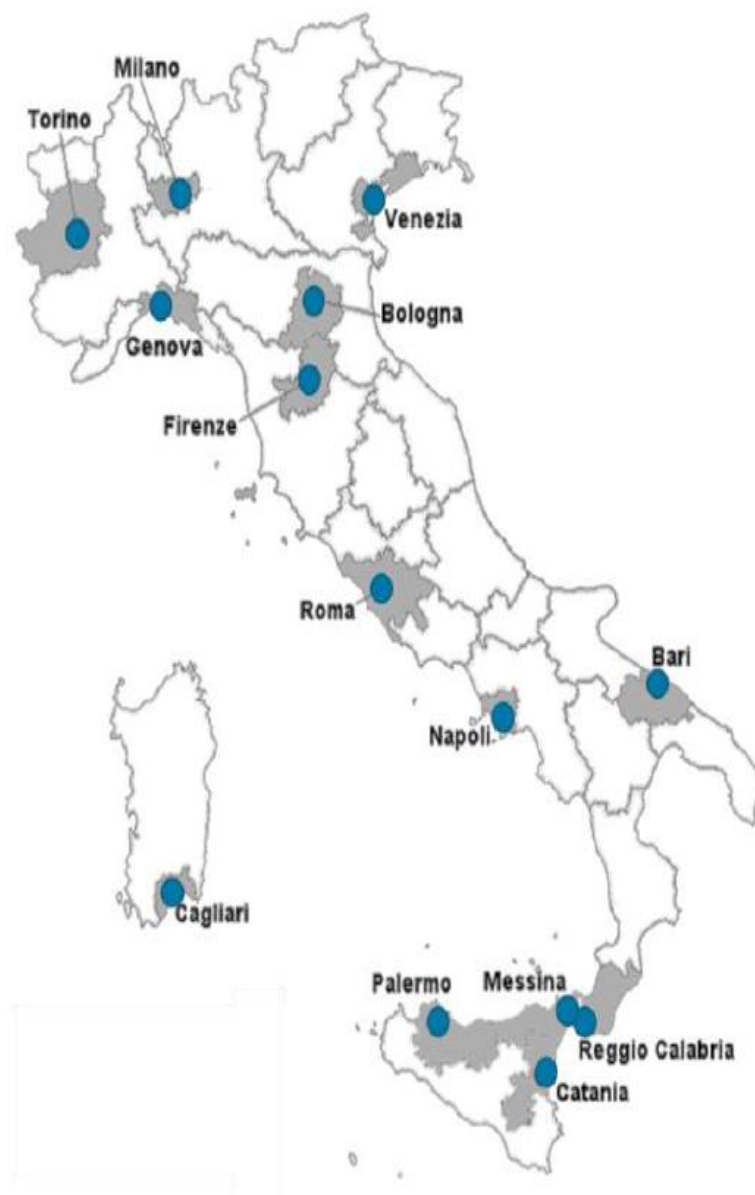 Milano
Torino
Venezia
Bologna
Genova
Firenze
Roma
Bari
Napoli
Cagliari
Palermo
Messina
Reggio Calabria
Catania